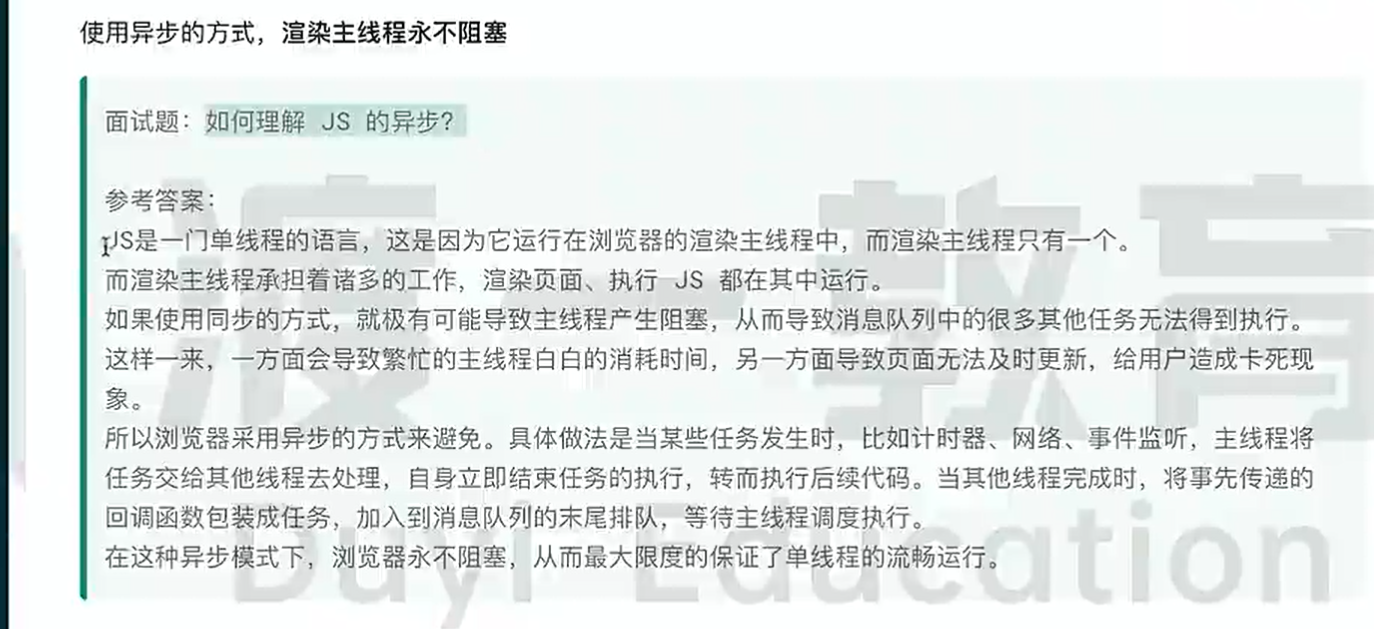 使用异步的方式，渲染主线程永不阻塞
面试题：如何理解 JS 的异步？
参考答案：
JS是一门单线程的语言，这是因为它运行在浏览器的渲染主线程中，而渲染主线程只有一个。
而渲染主线程承担着诸多的工作，渲染页面、执行 JS 都在其中运行。
如果使用同步的方式，就极有可能导致主线程产生阻塞，从而导致消息队列中的很多其他任务无法得到执行。
这样一来，一方面会导致繁忙的主线程白白的消耗时间，另一方面导致页面无法及时更新，给用户造成卡死现
象。
所以浏览器采用异步的方式来避免。具体做法是当某些任务发生时，比如计时器、网络、事件监听，主线程将
任务交给其他线程去处理，自身立即结束任务的执行，转而执行后续代码。当其他线程完成时，将事先传递的
回调函数包装成任务，加入到消息队列的末尾排队，等待主线程调度执行。
在这种异步模式下，浏览器永不阻塞，从而最大限度的保证了单线程的流畅运行。
渡一教育
Duyi Education